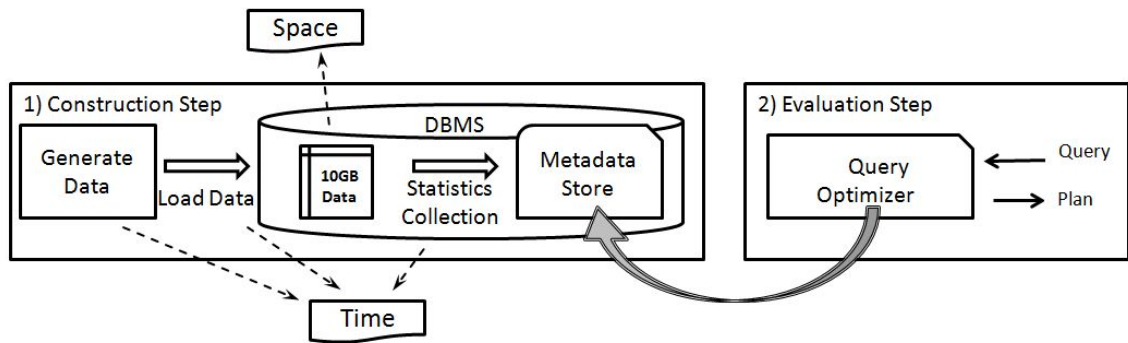 Space
1) Construction Step
Generate
Data
Load Data
DBMS
10GB
Data
Statistics
Collection
Metadata
Store
Time
2) Evaluation Step
Query
Optimizer
Query
Plan